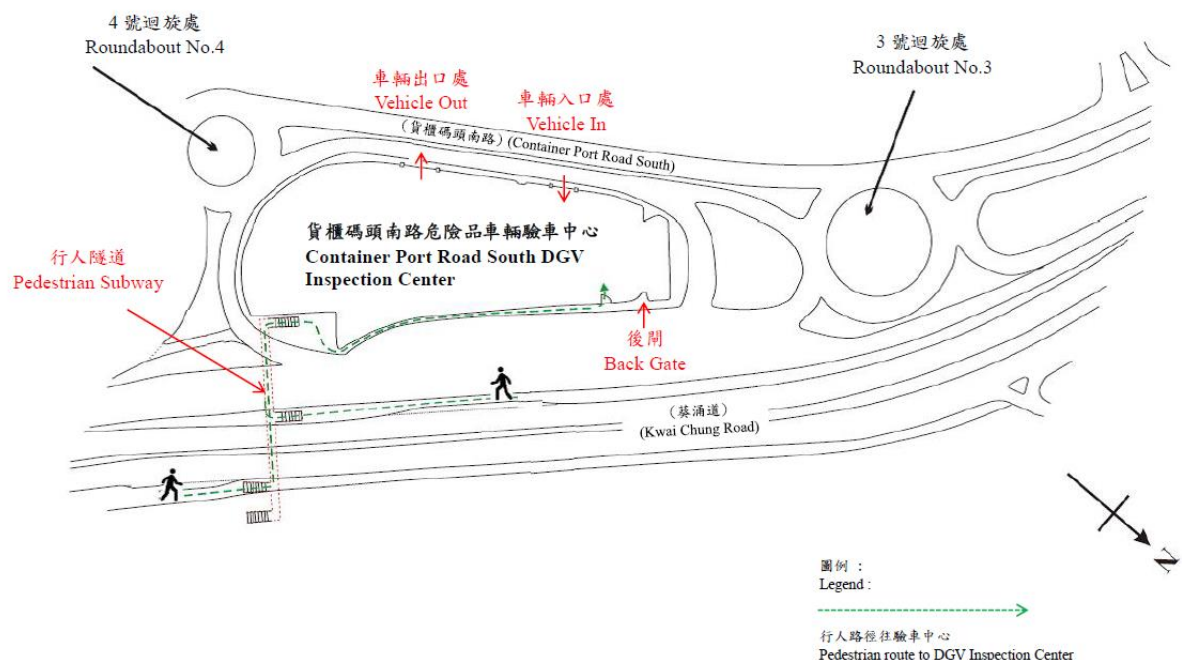 4 號迴旋處
Roundabout No.4
3 號迴旋處
Roundabout No.3
車輛出口處
Vehicle Out
車輛入口處
Vehicle In
(貨櫃碼頭南路) (Container Port Road South)
貨櫃碼頭南路危險品車輛驗車中心
Container Port Road South DGV
Inspection Center
行人隧道
Pedestrian Subway
後閘
Back Gate
(葵涌道)
(Kwai Chung Road)
N
圖例 :
Legend :
行人路徑往驗車中心
Pedestrian route to DGV Inspection Center